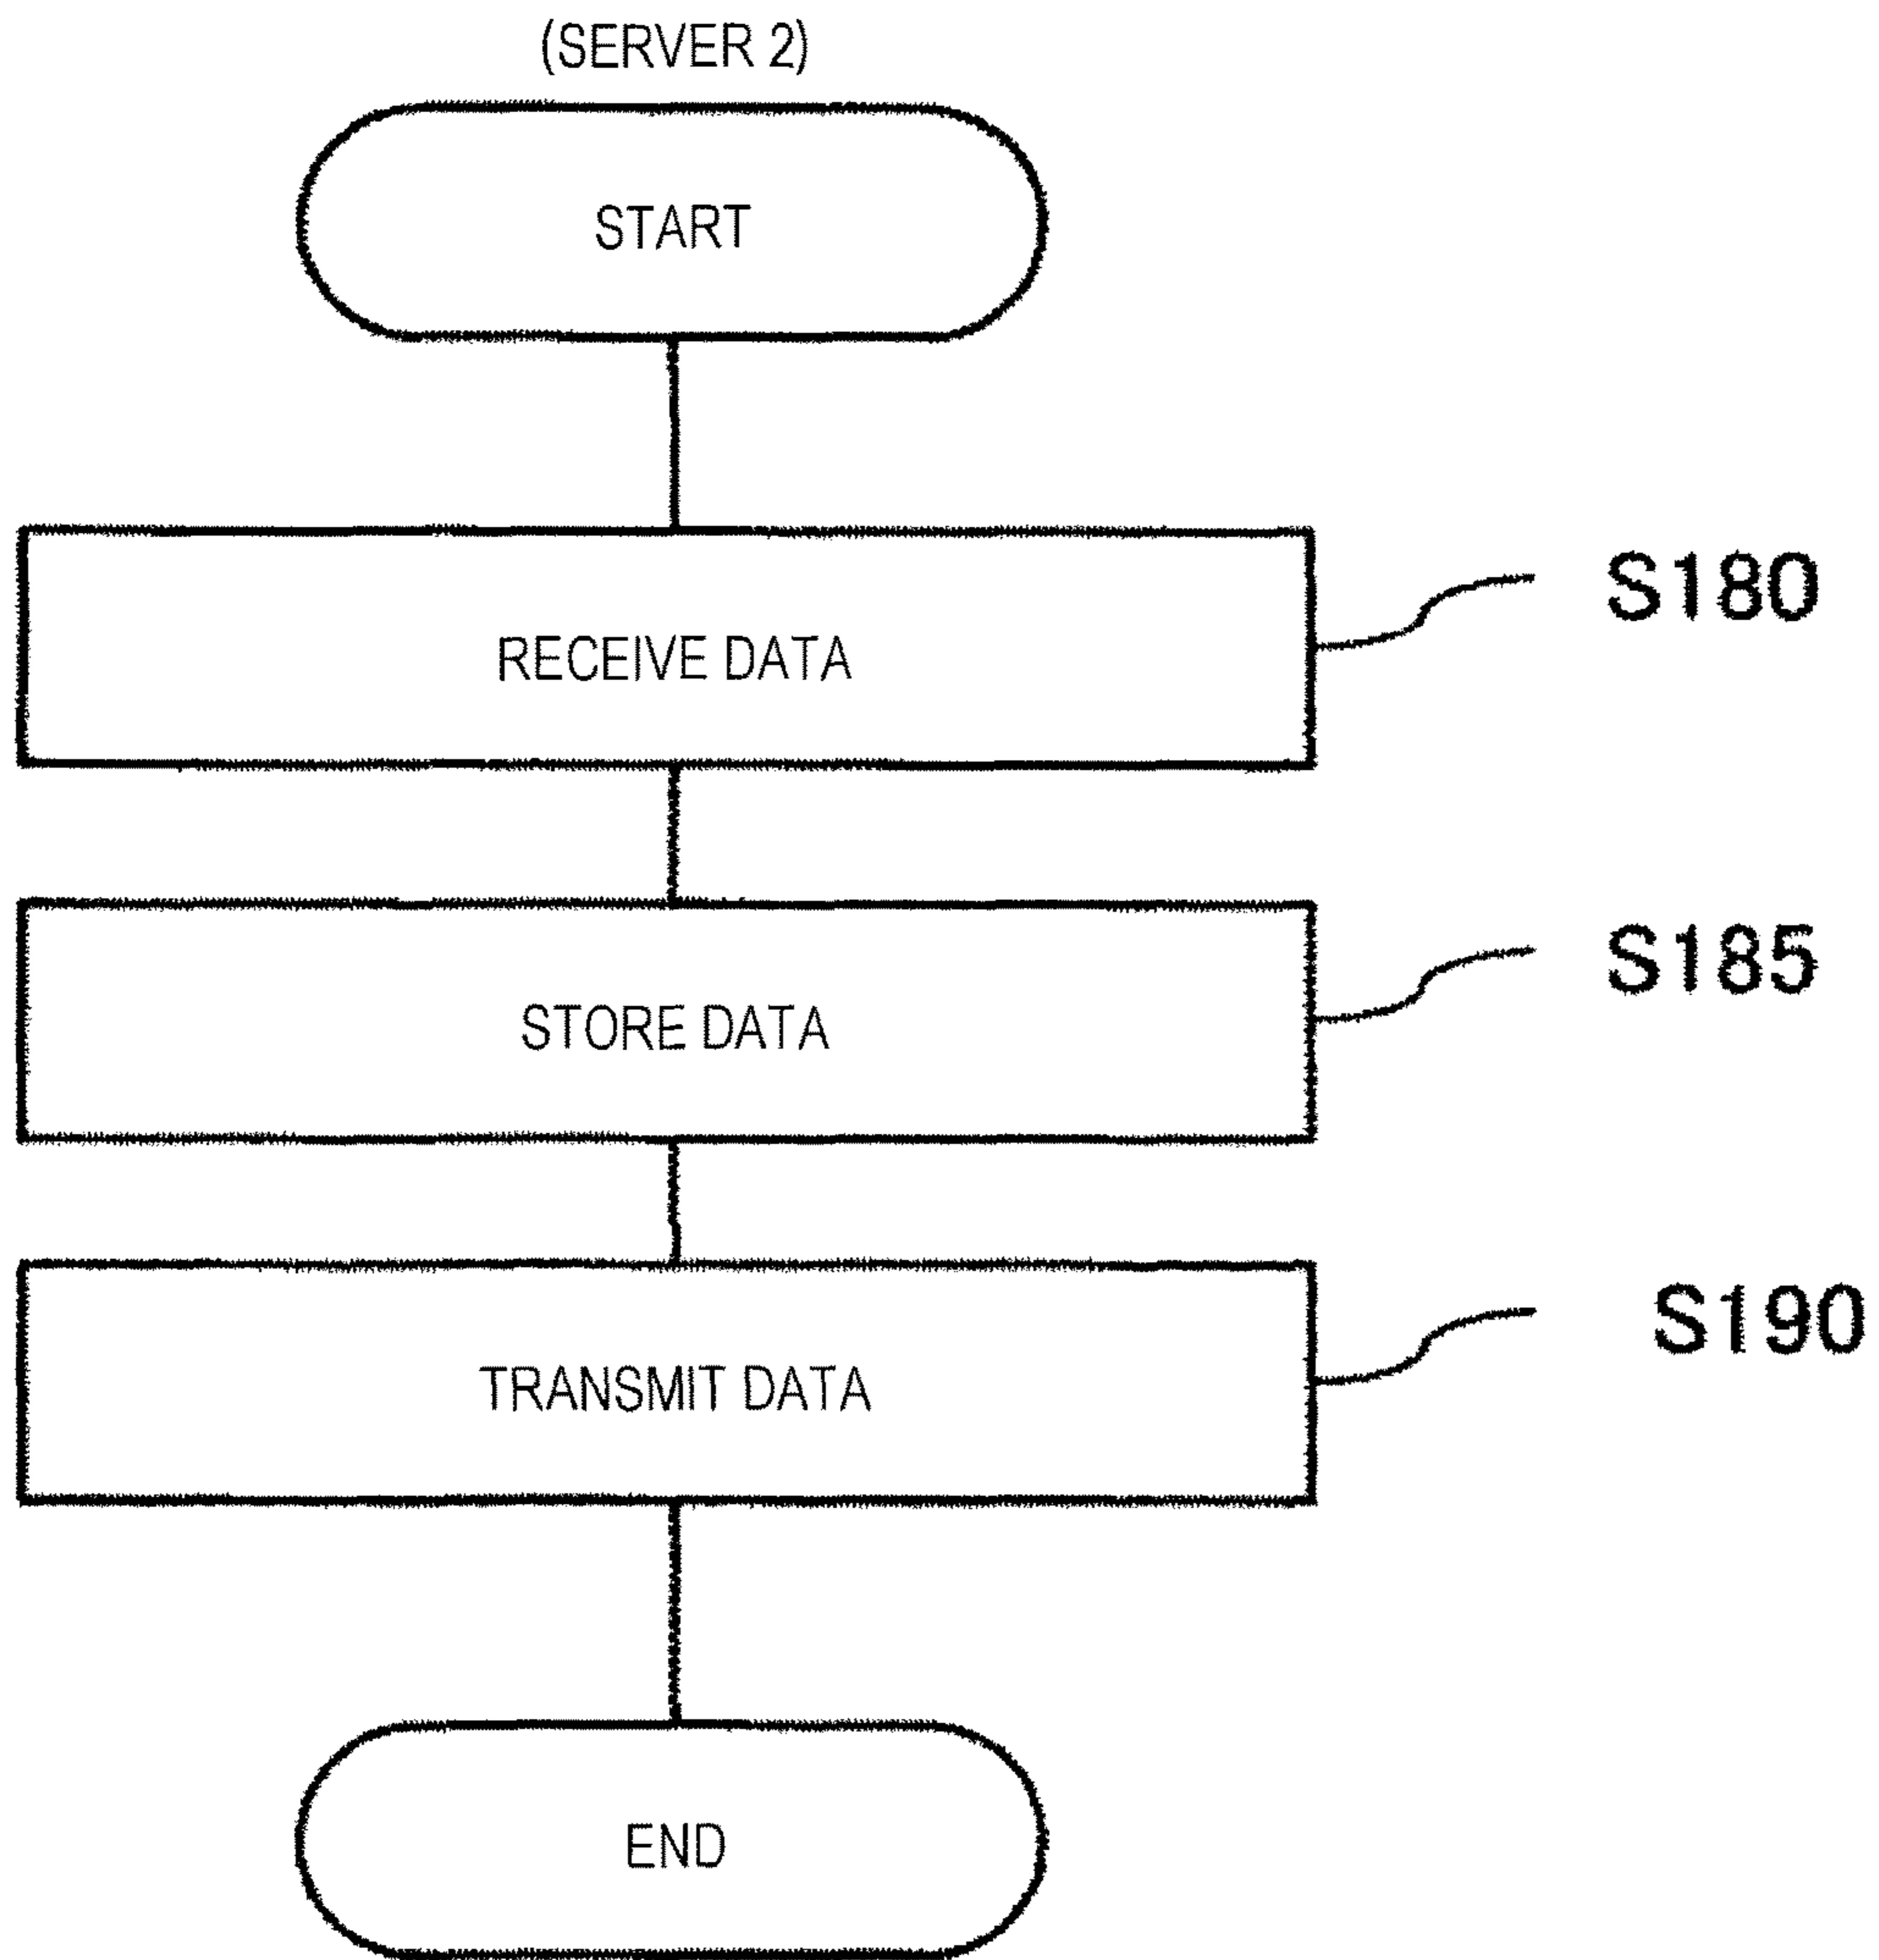 (SERVER 2)
START
RECEIVE DATA
S180
STORE DATA
S185
TRANSMIT DATA
S190
END